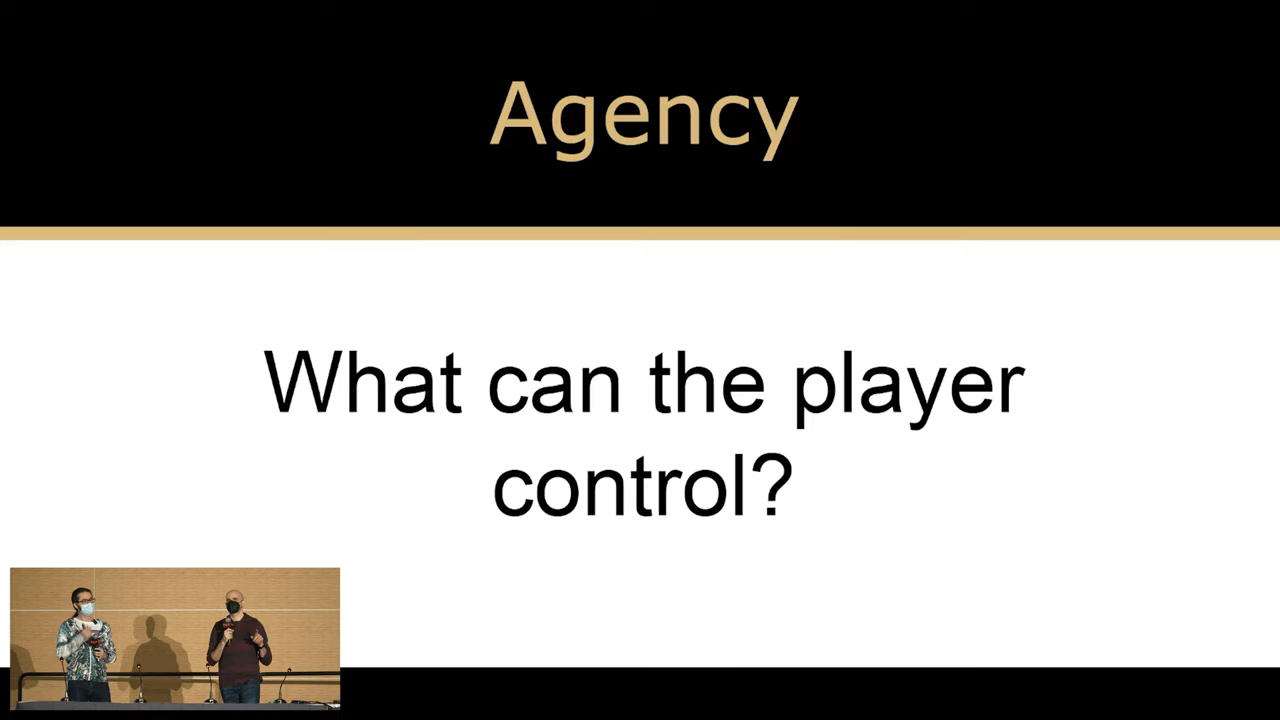 Agency
What can the player
control?